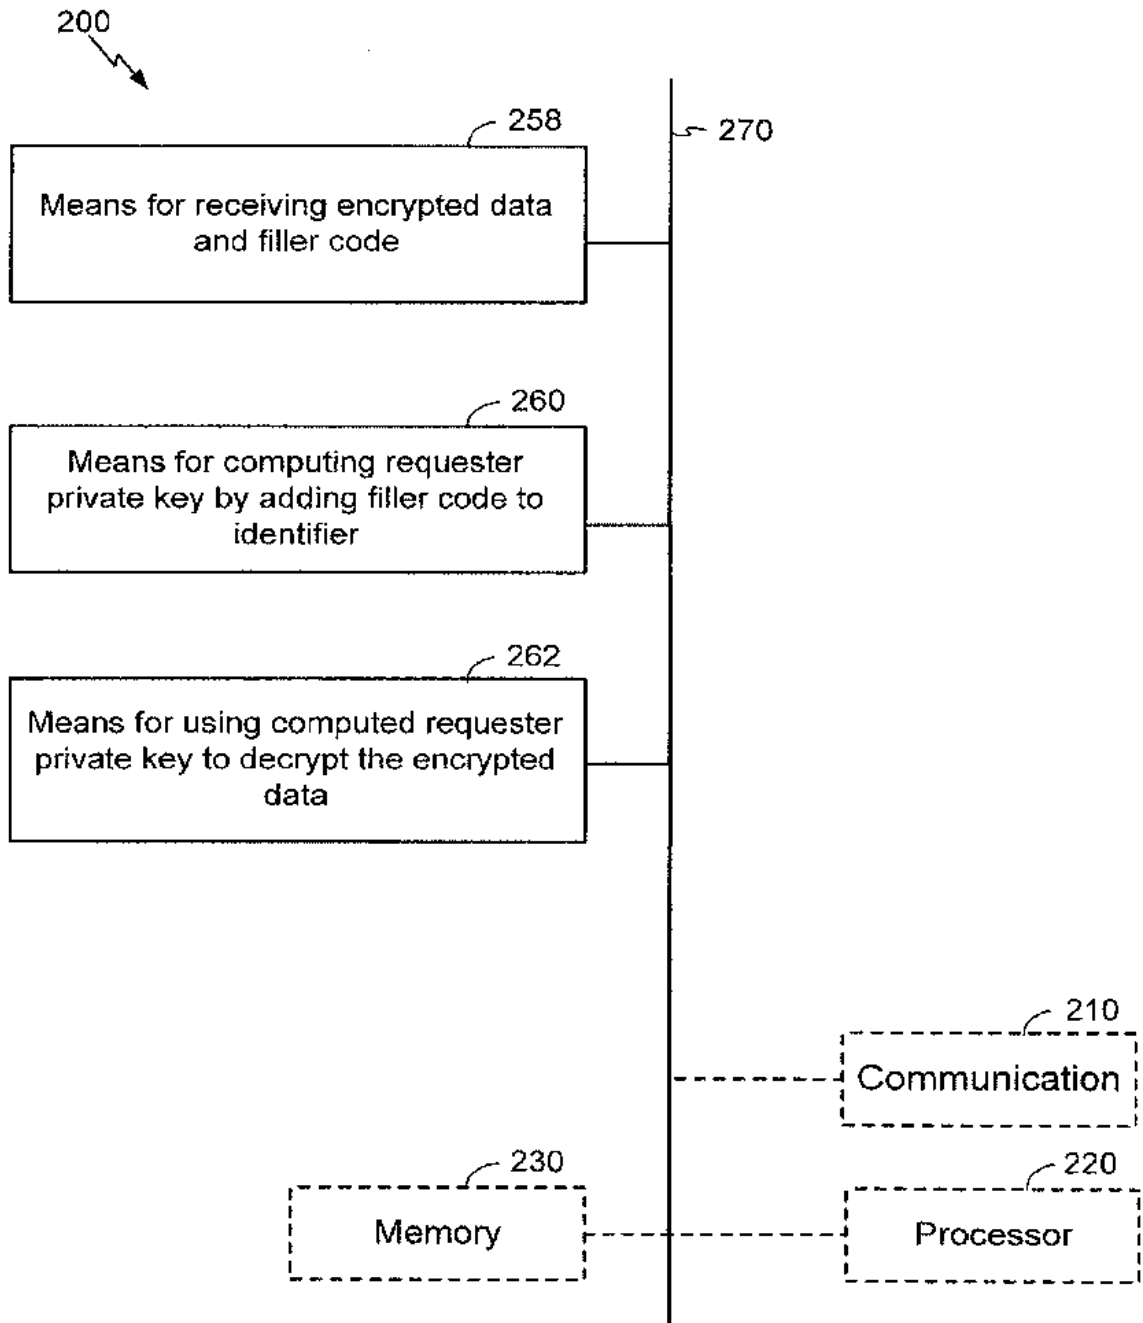 200
258
270
Means for receiving encrypted data
and filler code
260
Means for computing requester
private key by adding filler code to
identifier
262
Means for using computed requester
private key to decrypt the encrypted
data
210
Communication
230
Memory
220
Processor